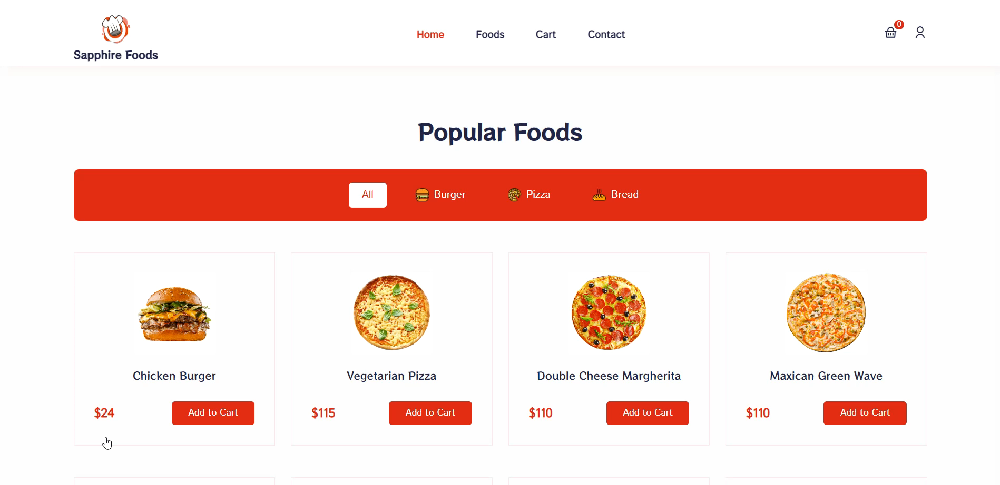 Sapphire Foods
Home
Foods
Cart
Contact
0
Popular Foods
All
Burger
Pizza
Bread
Chicken Burger
$24
Add to Cart
Vegetarian Pizza
$115
Add to Cart
Double Cheese Margherita
$110
Add to Cart
Maxican Green Wave
$110
Add to Cart